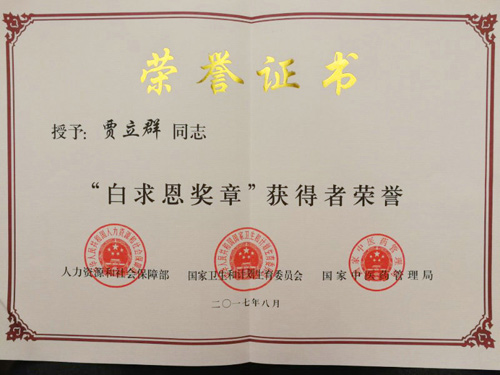 荣誉证书
授予：贾立群 同志
“白求恩奖章”获得者荣誉
人力资源和社会保障部 国家卫生和计划生育委员会 国家中医药管理局
二〇一七年八月